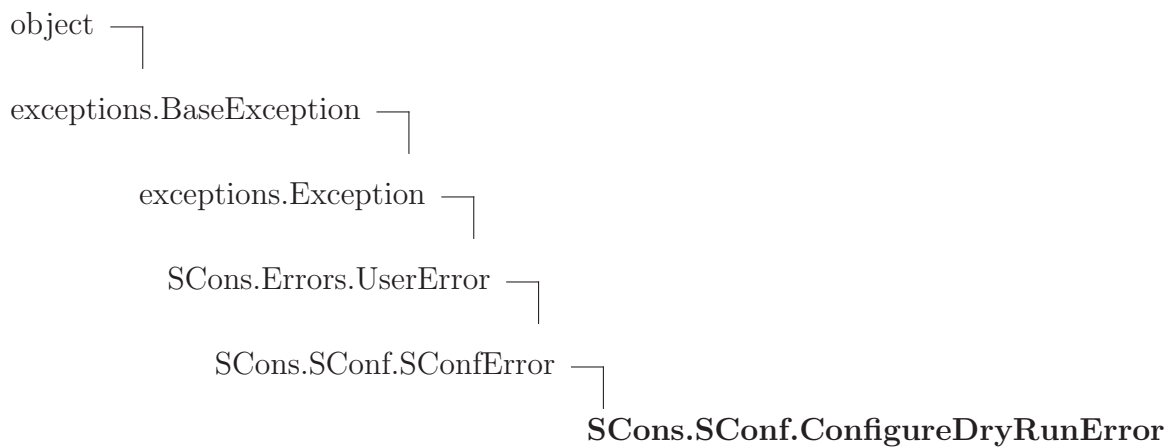 object
exceptions.BaseException
exceptions.Exception
SCons.Errors.UserError
SCons.SConf.SConfError
SCons.SConf.ConfigureDryRunError